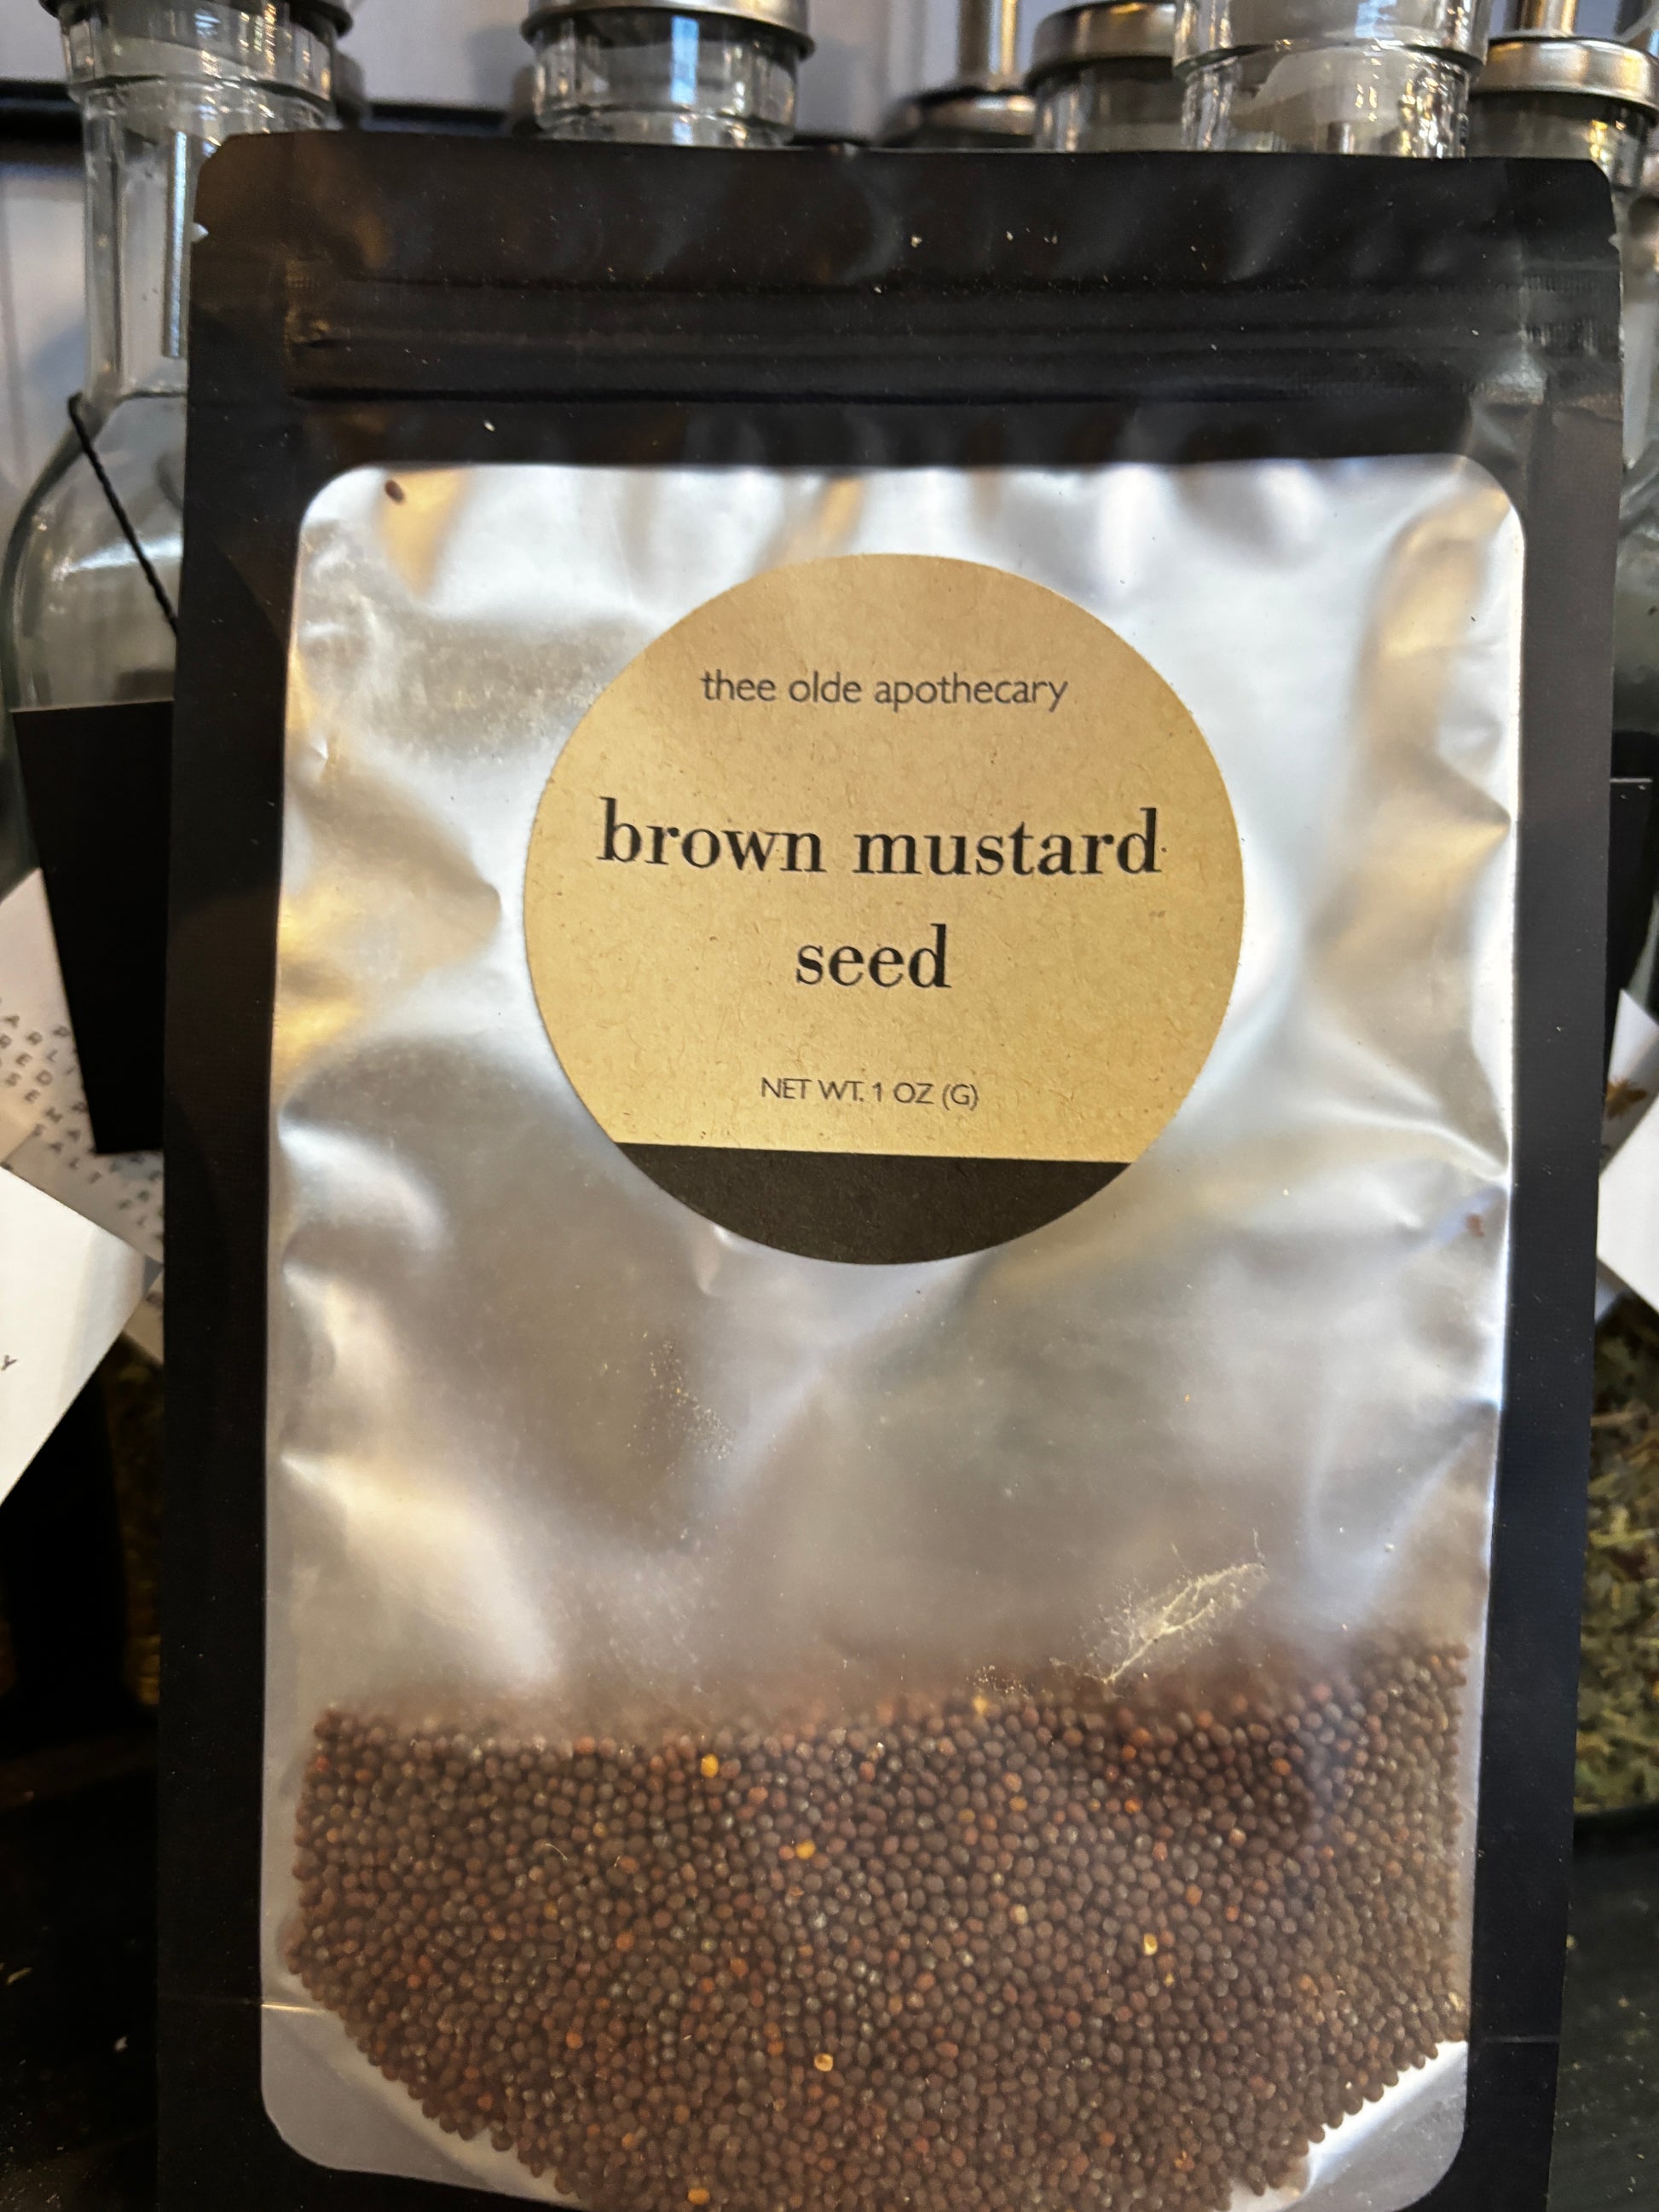 thee olde apothecary
brown mustard
seed
NET WT. 1 OZ (G)